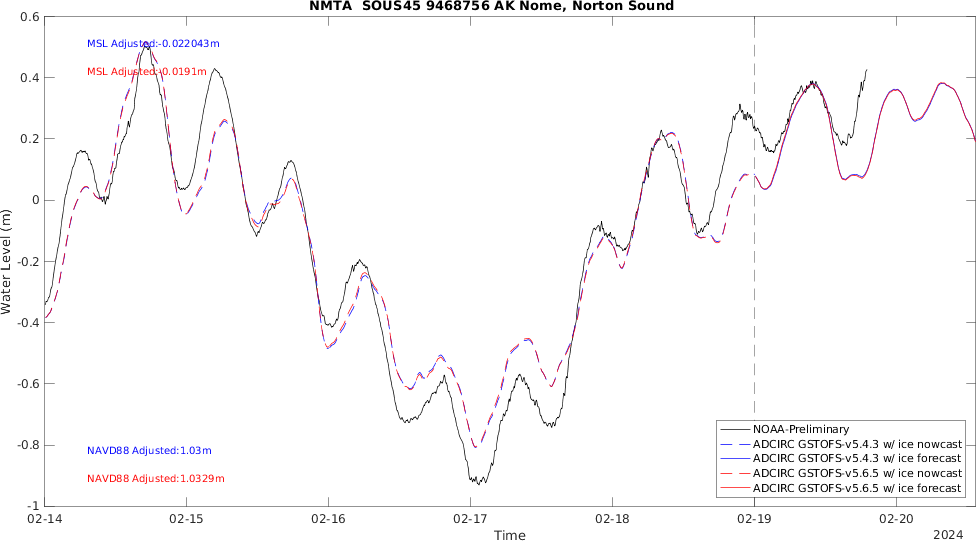 NMTA SOUS45 9468756 AK Nome, Norton Sound
0.6
MSL Adjusted:-0.022043m
MSL Adjusted:-0.0191m
0.4
0.2
0
-0.2
-0.4
-0.6
-0.8
-1
Water Level (m)
NAVD88 Adjusted:1.03m
NAVD88 Adjusted:1.0329m
NOAA-Preliminary
ADCIRC GSTOFS-v5.4.3 w/ ice nowcast
ADCIRC GSTOFS-v5.4.3 w/ ice forecast
ADCIRC GSTOFS-v5.6.5 w/ ice nowcast
ADCIRC GSTOFS-v5.6.5 w/ ice forecast
02-14 02-15 02-16 02-17 02-18 02-19 02-20
Time
2024